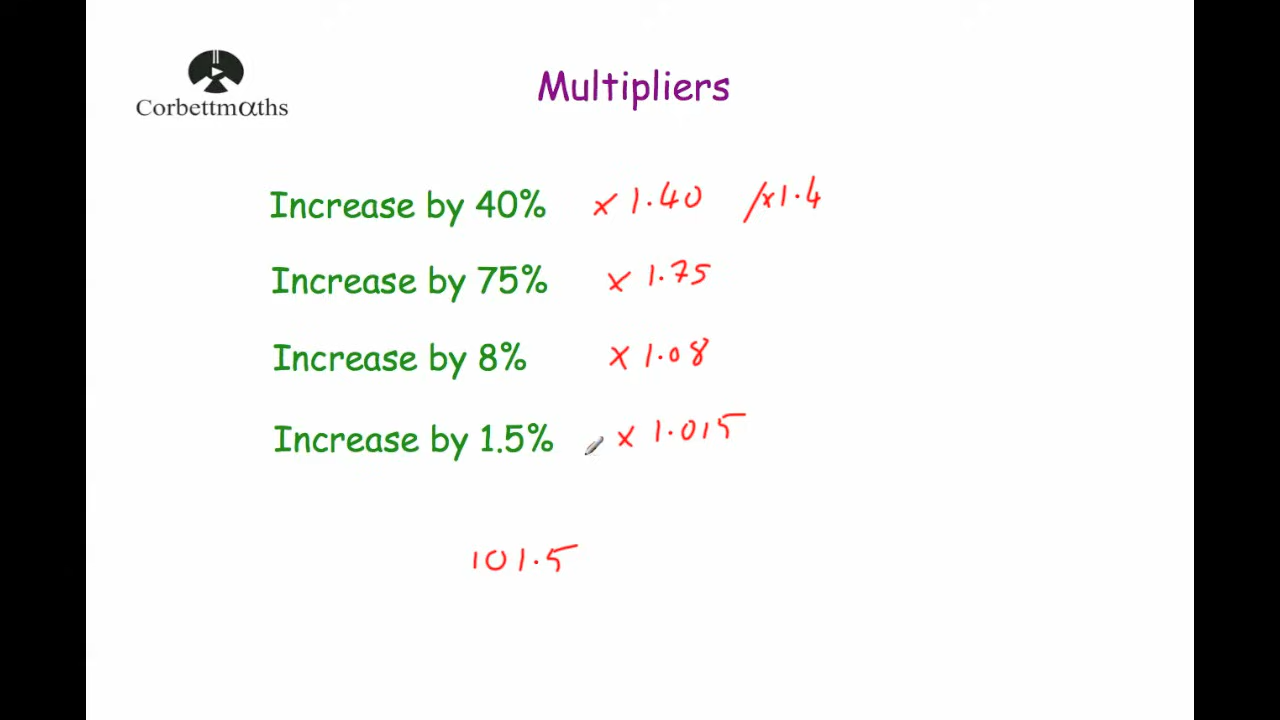 Corbettmαths
Multipliers
Increase by 40% × 1.40 /×1.4
Increase by 75% × 1.75
Increase by 8% × 1.08
Increase by 1.5% × 1.015
101.5